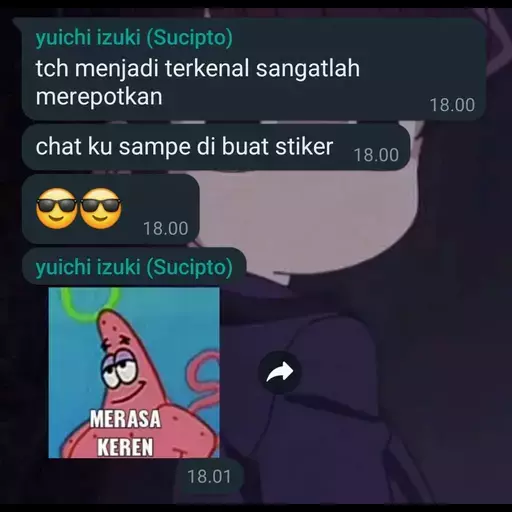 yuichi izuki (Sucipto)
tch menjadi terkenal sangatlah
merepotkan
18.00
chat ku sampe di buat stiker
18.00
😎😎
18.00
yuichi izuki (Sucipto)
MERASA
KEREN
18.01